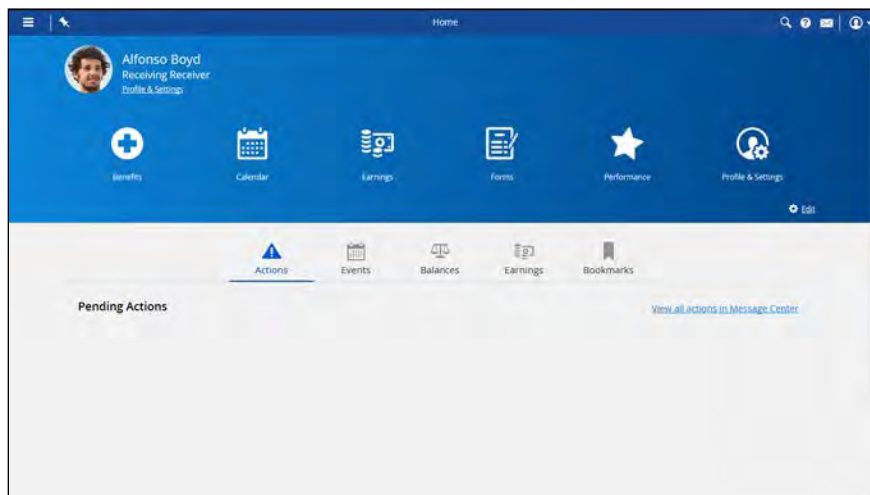 Home
Alfonso Boyd
Receiving Receiver
Profile & Settings
Benefits
Calendar
Earnings
Forms
Performance
Profile & Settings
Edit
Actions
Events
Balances
Earnings
Bookmarks
Pending Actions
View all actions in Message Center